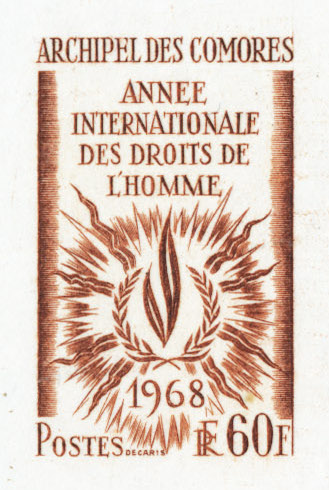 ARCHIPEL DES COMORES
ANNEE
INTERNATIONALE
DES DROITS DE
L'HOMME
1968
POSTES DECARIS RF 60F